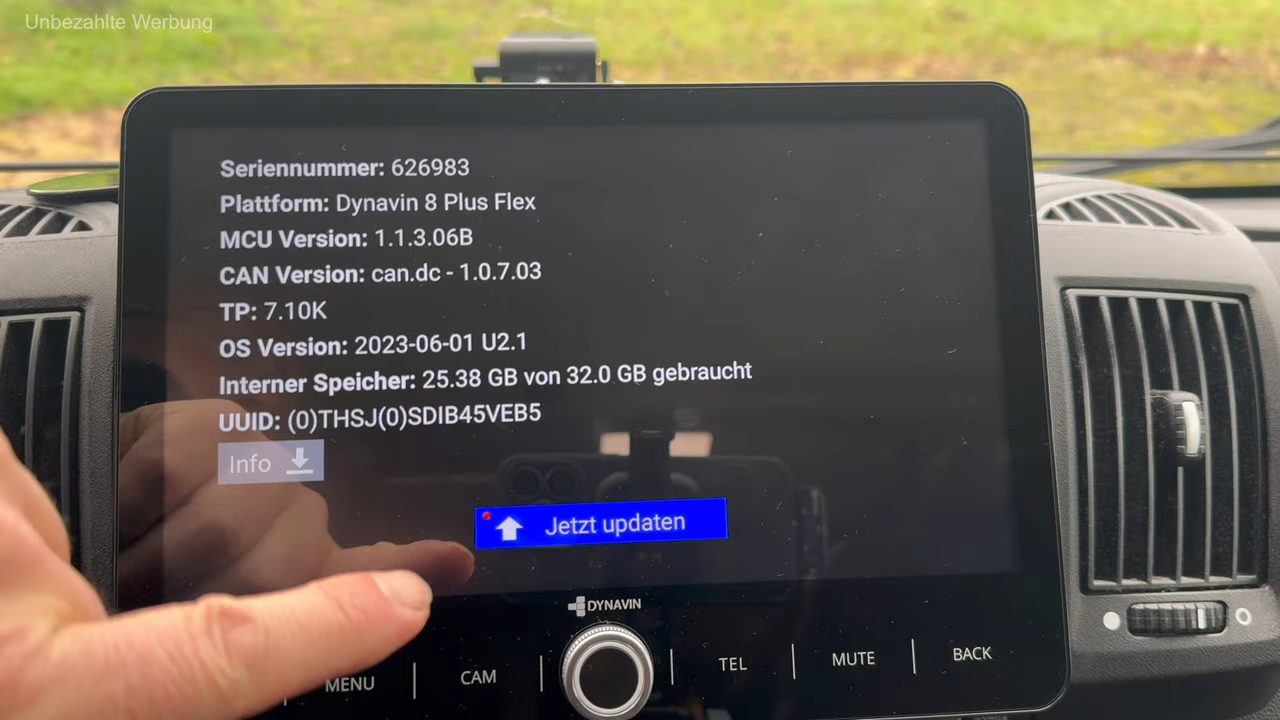 Unbezahlte Werbung
Seriennummer: 626983
Plattform: Dynavin 8 Plus Flex
MCU Version: 1.1.3.06B
CAN Version: can.dc - 1.0.7.03
TP: 7.10K
OS Version: 2023-06-01 U2.1
Interner Speicher: 25.38 GB von 32.0 GB gebraucht
UUID: (0)THSJ(0)SDIB45VEB5
Info
Jetzt updaten
DYNAVIN
MENU CAM TEL MUTE BACK